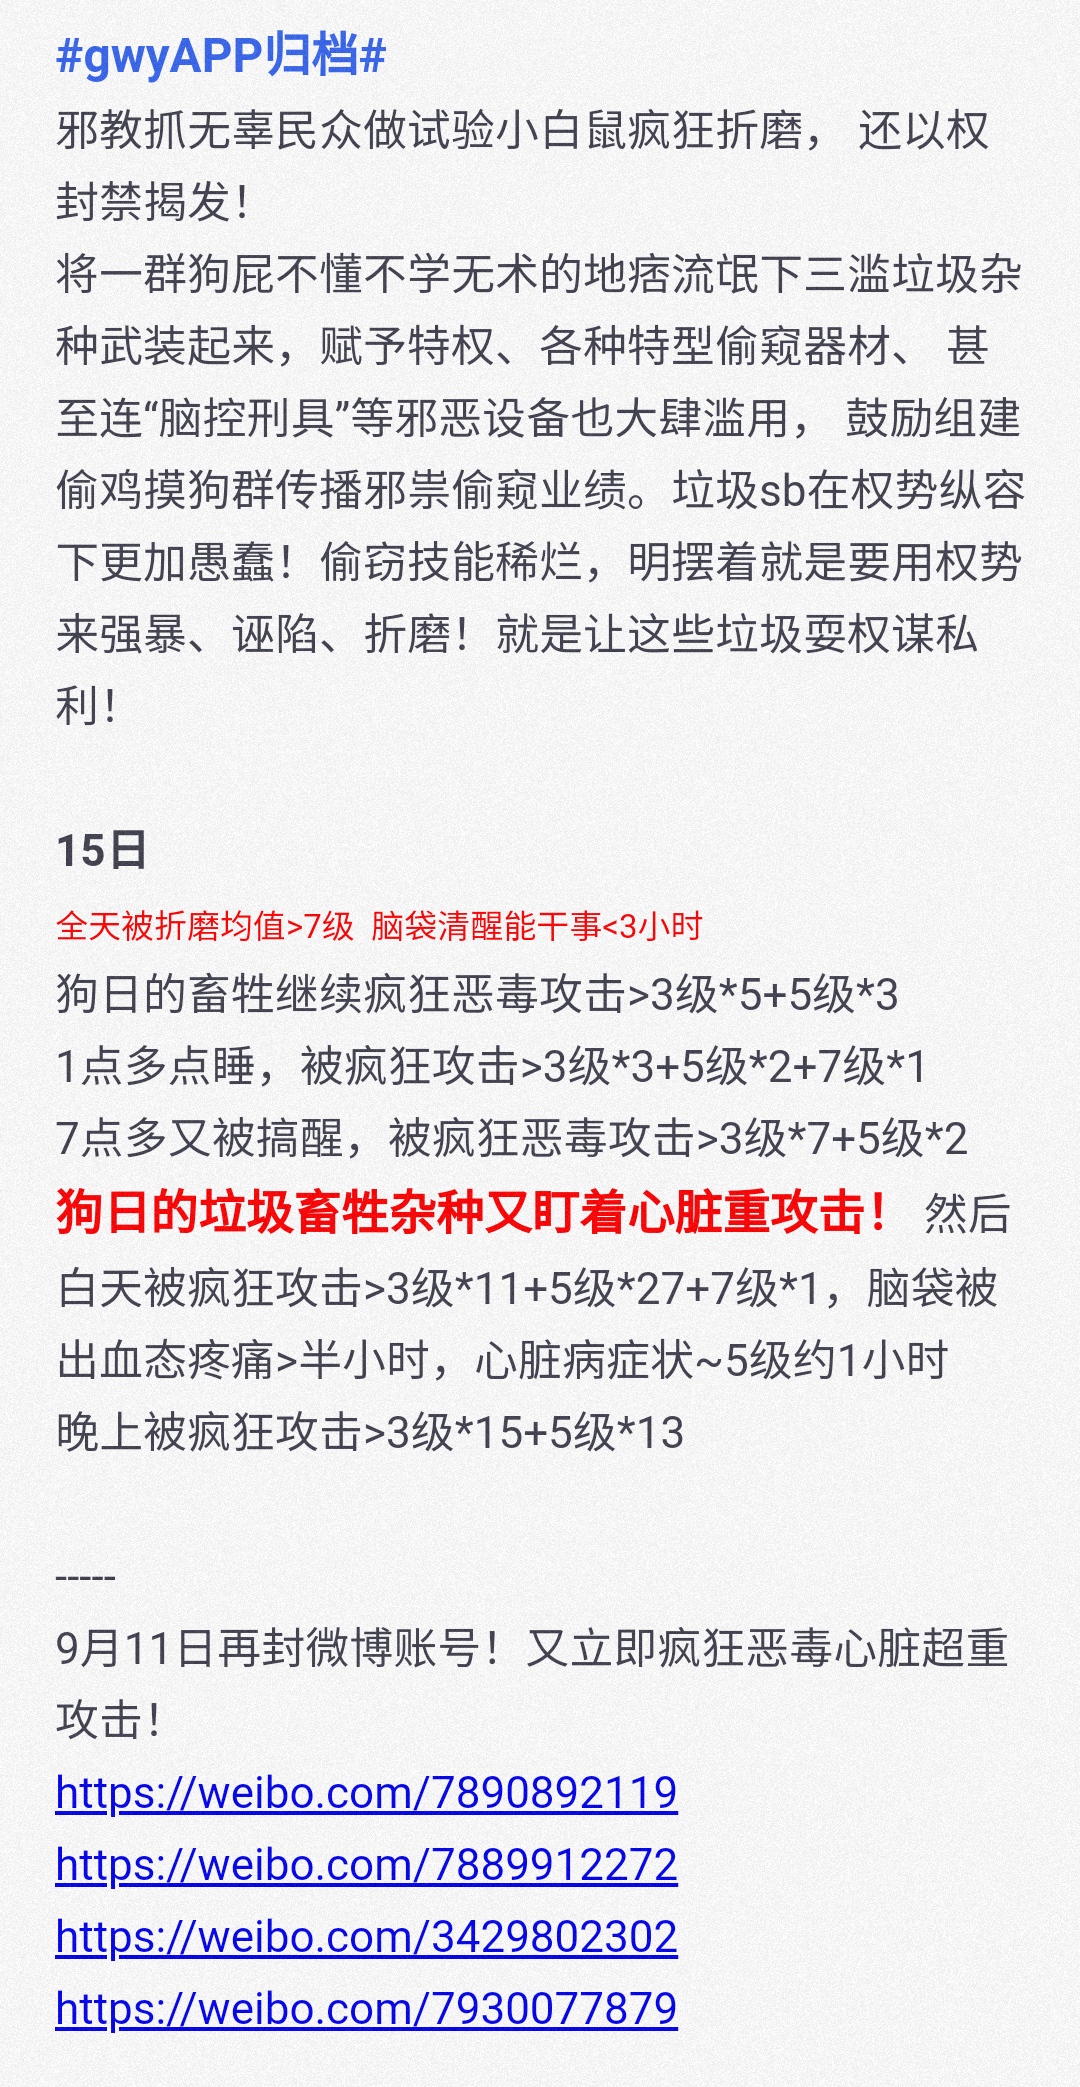 #gwyAPP归档#
邪教抓无辜民众做试验小白鼠疯狂折磨， 还以权
封禁揭发！
将一群狗屁不懂不学无术的地痞流氓下三滥垃圾杂
种武装起来，赋予特权、各种特型偷窥器材、 甚
至连“脑控刑具”等邪恶设备也大肆滥用， 鼓励组建
偷鸡摸狗群传播邪祟偷窥业绩。垃圾sb在权势纵容
下更加愚蠢！偷窃技能稀烂，明摆着就是要用权势
来强暴、诬陷、折磨！就是让这些垃圾耍权谋私
利！
15日
全天被折磨均值>7级 脑袋清醒能干事<3小时
狗日的畜牲继续疯狂恶毒攻击>3级*5+5级*3
1点多点睡，被疯狂攻击>3级*3+5级*2+7级*1
7点多又被搞醒，被疯狂恶毒攻击>3级*7+5级*2
狗日的垃圾畜牲杂种又盯着心脏重攻击！ 然后
白天被疯狂攻击>3级*11+5级*27+7级*1，脑袋被
出血态疼痛>半小时，心脏病症状~5级约1小时
晚上被疯狂攻击>3级*15+5级*13
-----
9月11日再封微博账号！又立即疯狂恶毒心脏超重
攻击！
https://weibo.com/7890892119
https://weibo.com/7889912272
https://weibo.com/3429802302
https://weibo.com/7930077879